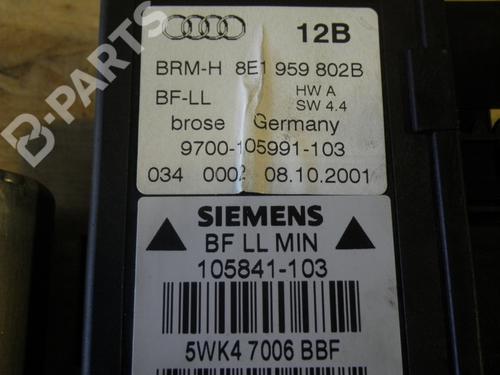 12B
BRM-H 8E1 959 802B
BF-LL HW A
SW 4.4
brose Germany
9700-105991-103
034 0002 08.10.2001
SIEMENS
BF LL MIN
105841-103
5WK4 7006 BBF
B PARTS